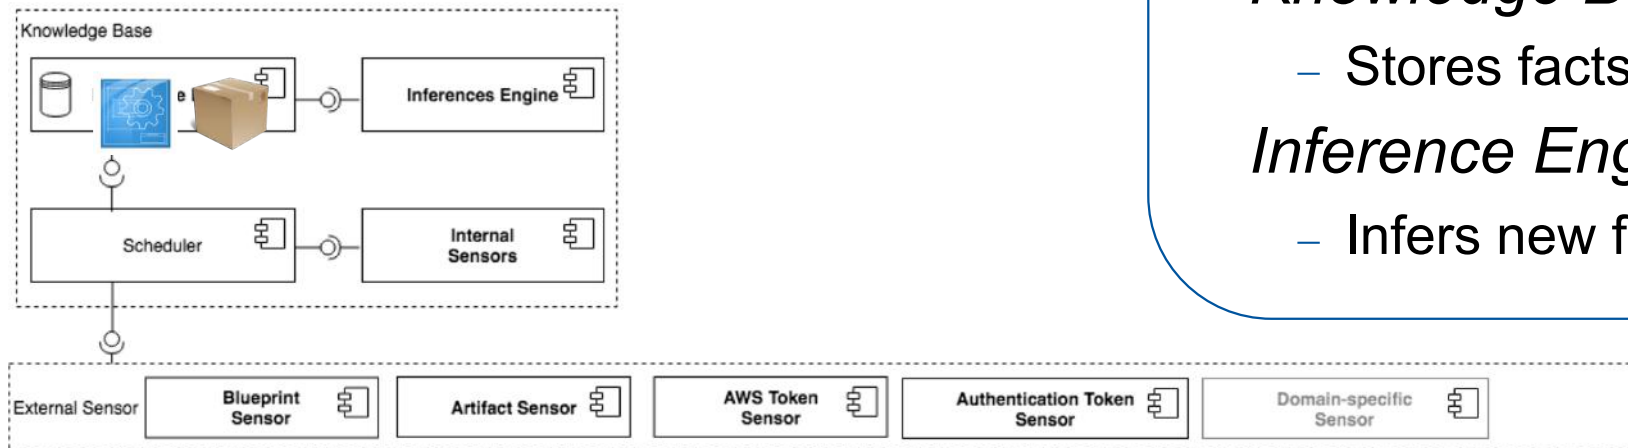 Knowledge Base
Inferences Engine
Scheduler
Internal
Sensors
External Sensor
Blueprint
Sensor
Artifact Sensor
AWS Token
Sensor
Authentication Token
Sensor
Domain-specific
Sensor
– Stores facts
Inference Eng
– Infers new f